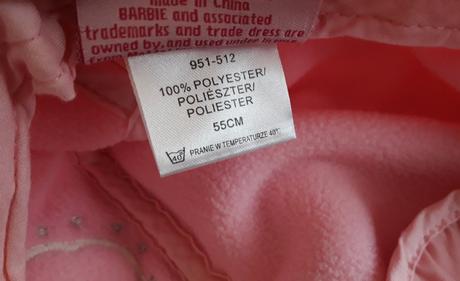 made in China
BARBIE and associated
trademarks and trade dress are
owned by, and used under
from
951-512
100% POLYESTER/
POLIÉSZTER/
POLIESTER
55CM
40 PRANIE W TEMPERATURZE 40°